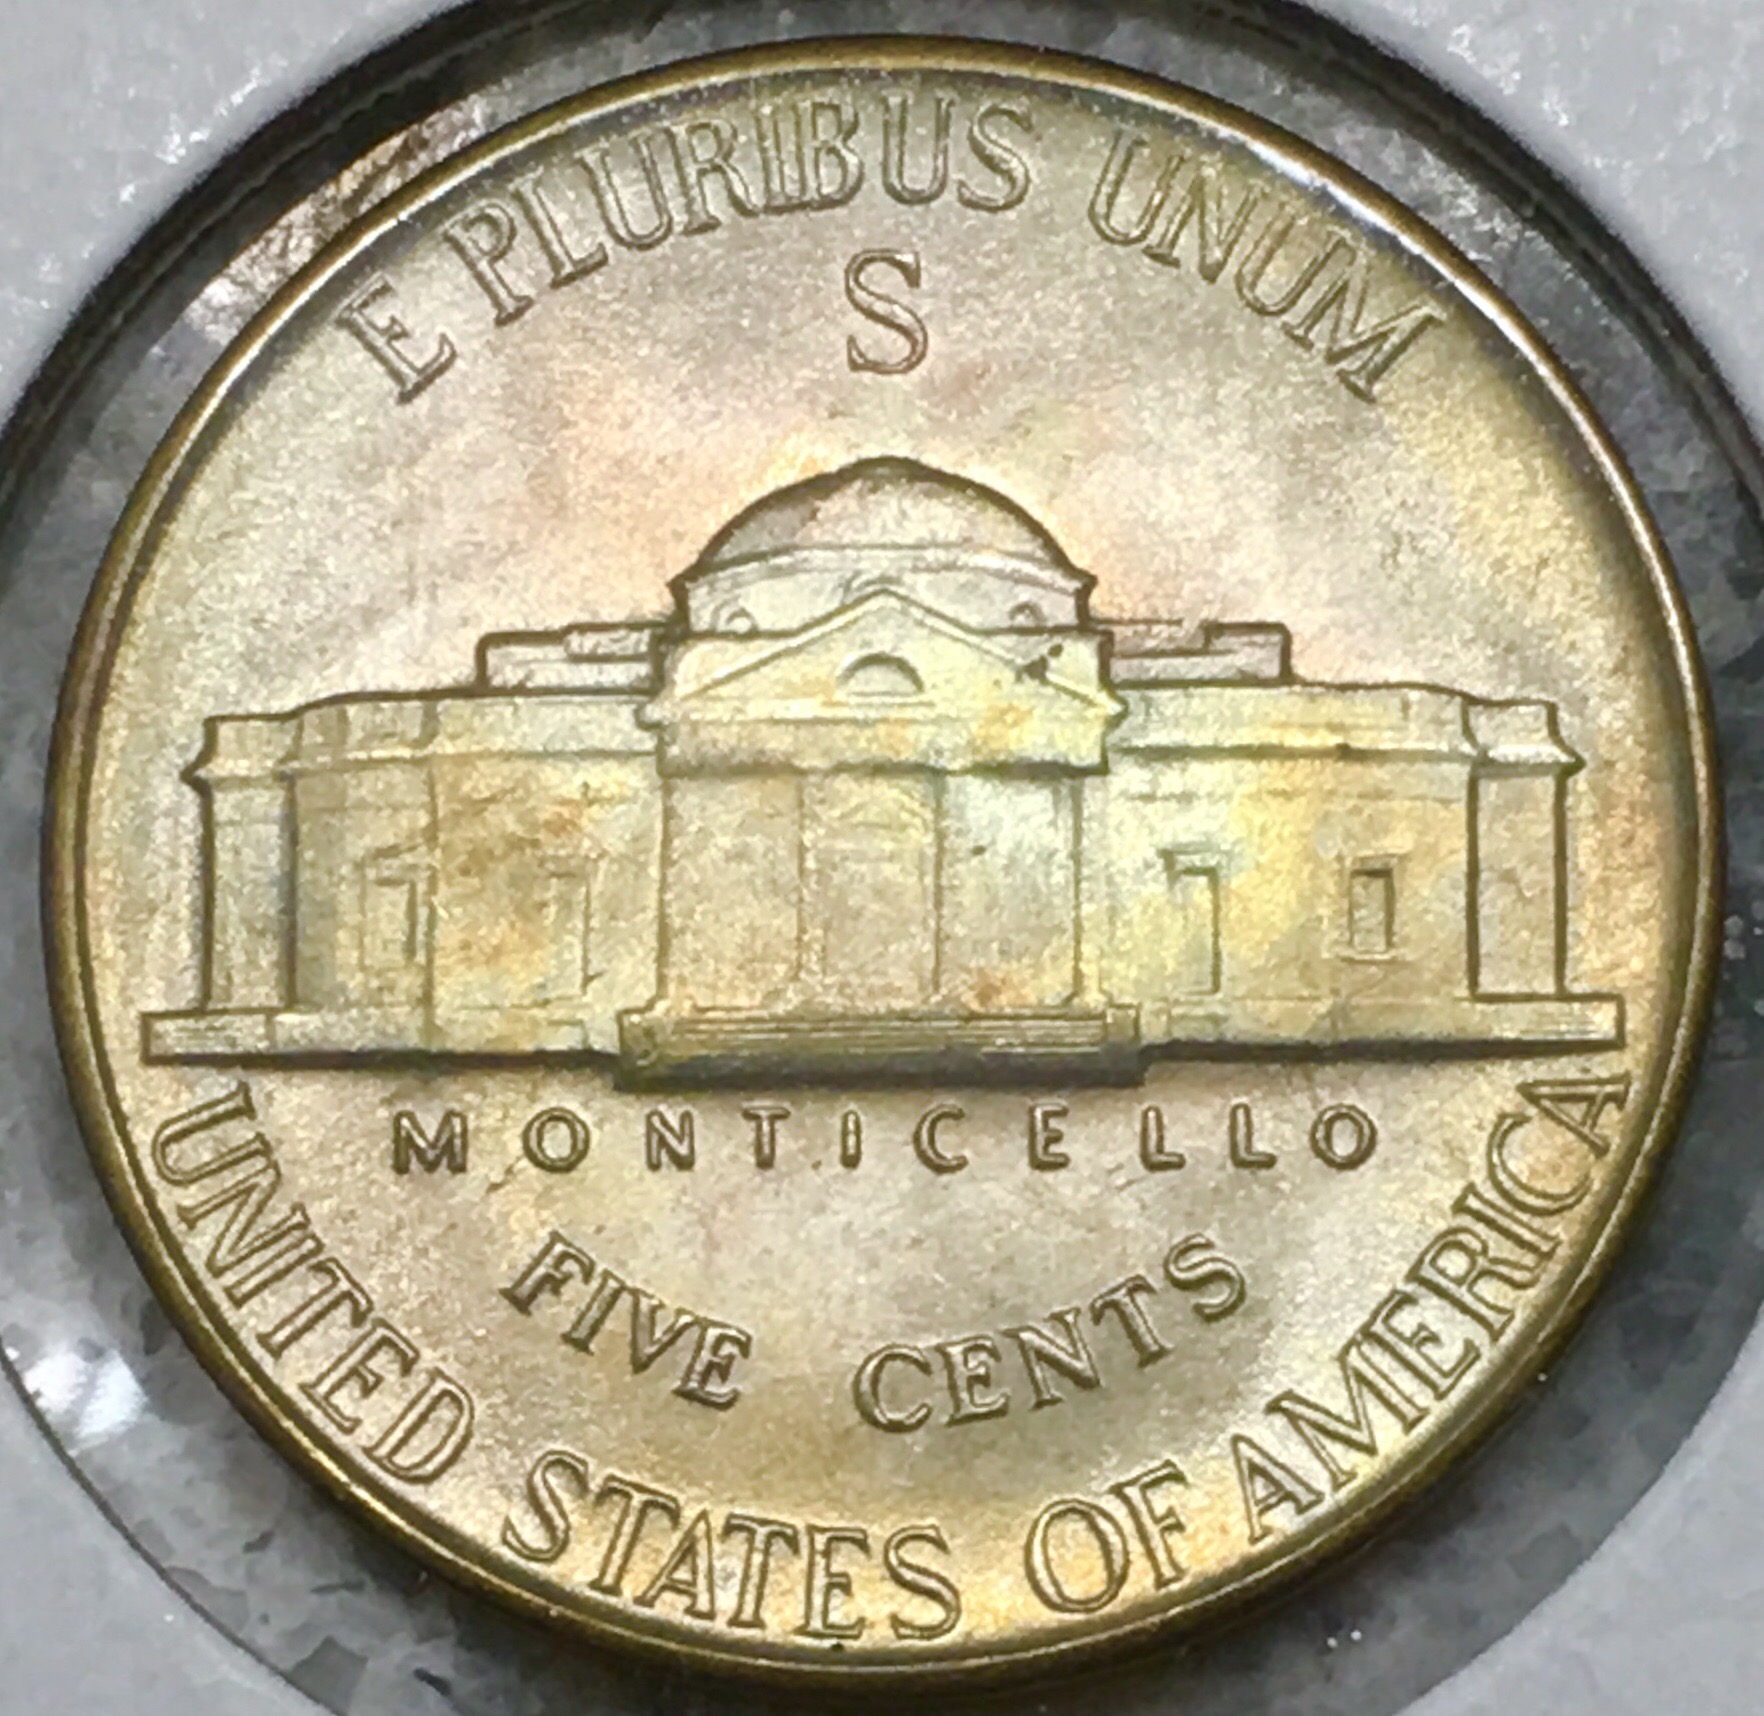 E PLURIBUS UNUM
S
MONTICELLO
FIVE CENTS
UNITED STATES OF AMERICA